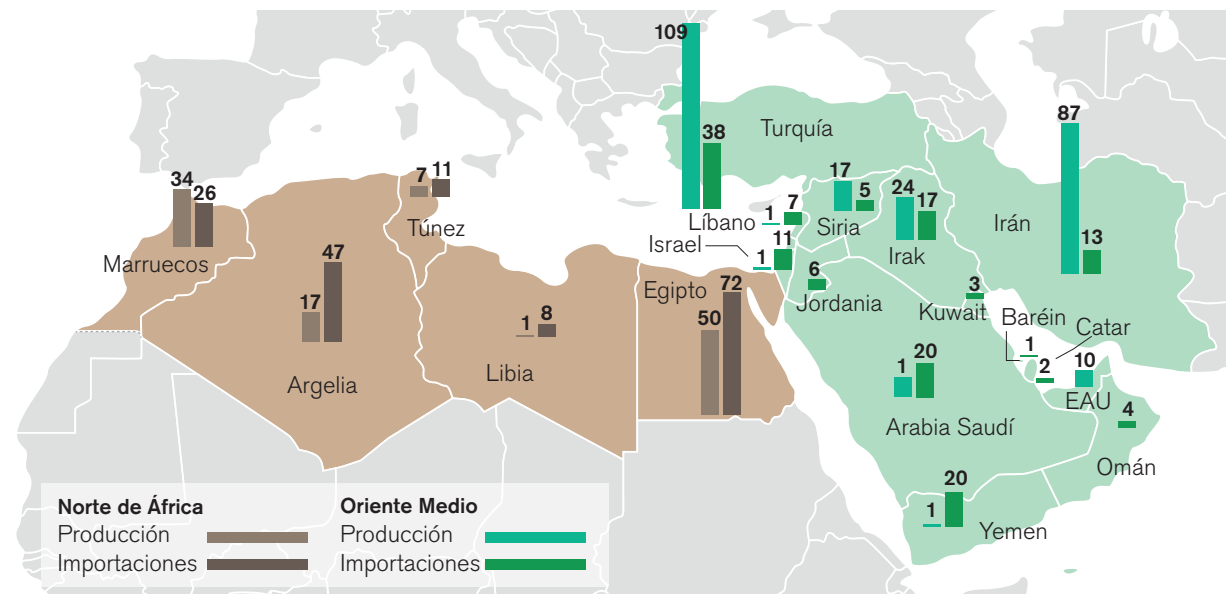 109
38
Turquía
87
13
Irán
34
26
Marruecos
7
11
Túnez
17
47
Argelia
1
8
Libia
Egipto
50
72
1
7
Líbano
17
5
Siria
24
17
Irak
Israel
1
11
6
Jordania
3
Kuwait
Baréin
1
Catar
2
10
EAU
1
20
Arabia Saudí
4
Omán
1
20
Yemen
Norte de África
Producción
Importaciones
Oriente Medio
Producción
Importaciones